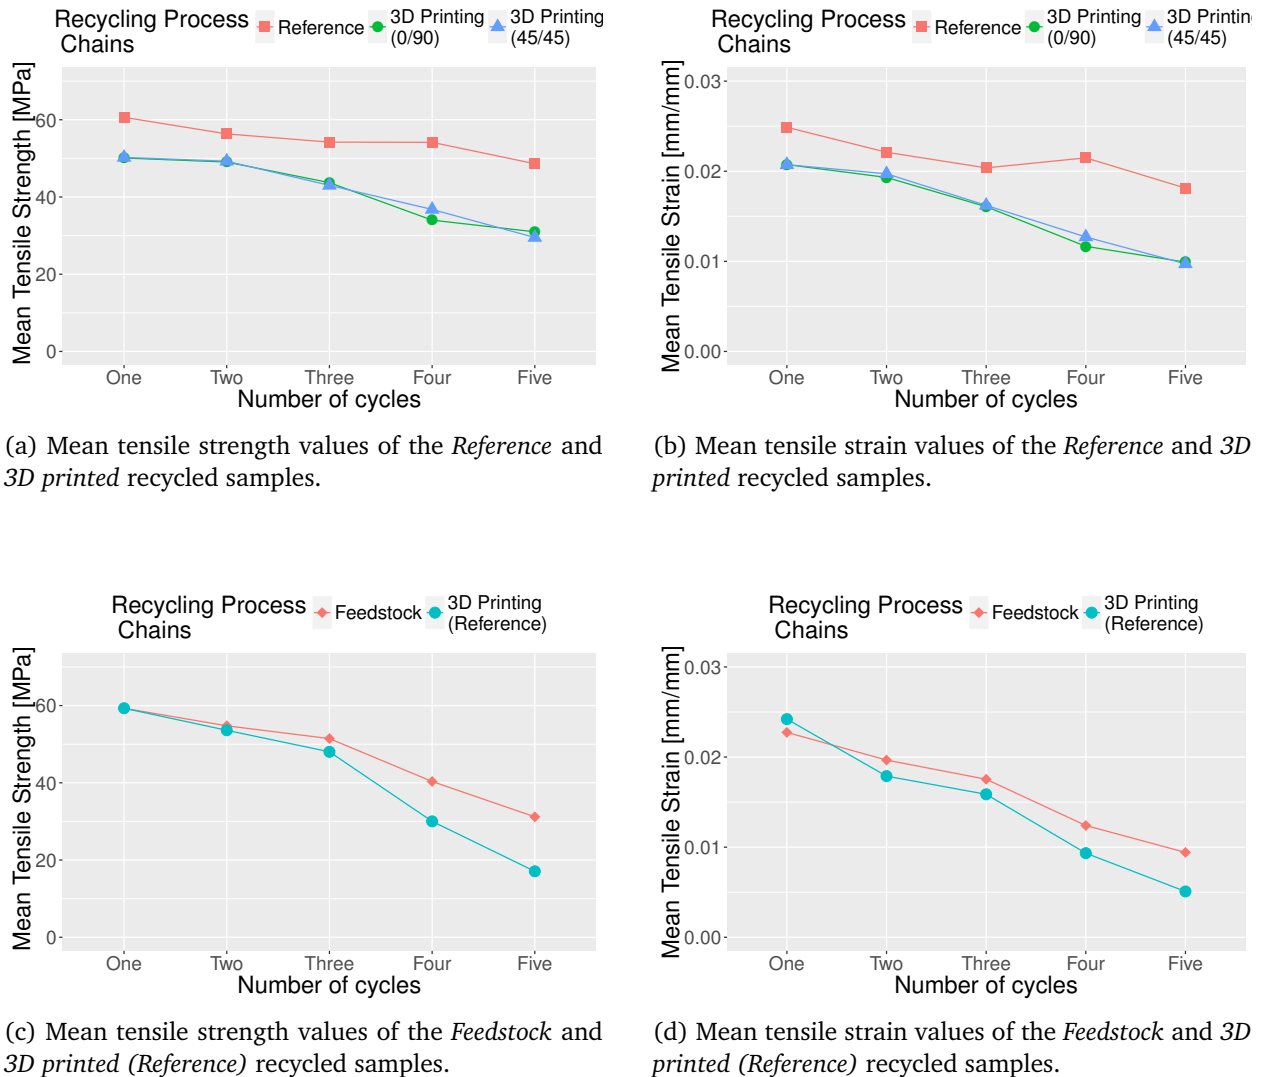 Recycling Process
Chains
Reference
3D Printing
(0/90)
3D Printin
(45/45)
Mean Tensile Strength [MPa]
60
40
20
0
One Two Three Four Five
Number of cycles
(a) Mean tensile strength values of the Reference and
3D printed recycled samples.
Recycling Process
Chains
Reference
3D Printing
(0/90)
3D Printin
(45/45)
Mean Tensile Strain [mm/mm]
0.03
0.02
0.01
0.00
One Two Three Four Five
Number of cycles
(b) Mean tensile strain values of the Reference and 3D
printed recycled samples.
Recycling Process
Chains
Feedstock
3D Printing
(Reference)
Mean Tensile Strength [MPa]
60
40
20
0
One Two Three Four Five
Number of cycles
(c) Mean tensile strength values of the Feedstock and
3D printed (Reference) recycled samples.
Recycling Process
Chains
Feedstock
3D Printing
(Reference)
Mean Tensile Strain [mm/mm]
0.03
0.02
0.01
0.00
One Two Three Four Five
Number of cycles
(d) Mean tensile strain values of the Feedstock and 3D
printed (Reference) recycled samples.